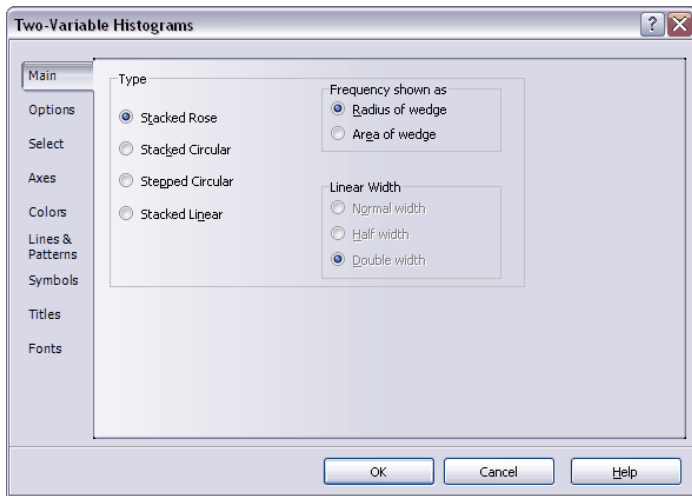 Two-Variable Histograms
?
Main
Options
Select
Axes
Colors
Lines &
Patterns
Symbols
Titles
Fonts
Type
Stacked Rose
Stacked Circular
Stepped Circular
Stacked Linear
Frequency shown as
Radius of wedge
Area of wedge
Linear Width
Normal width
Half width
Double width
OK
Cancel
Help